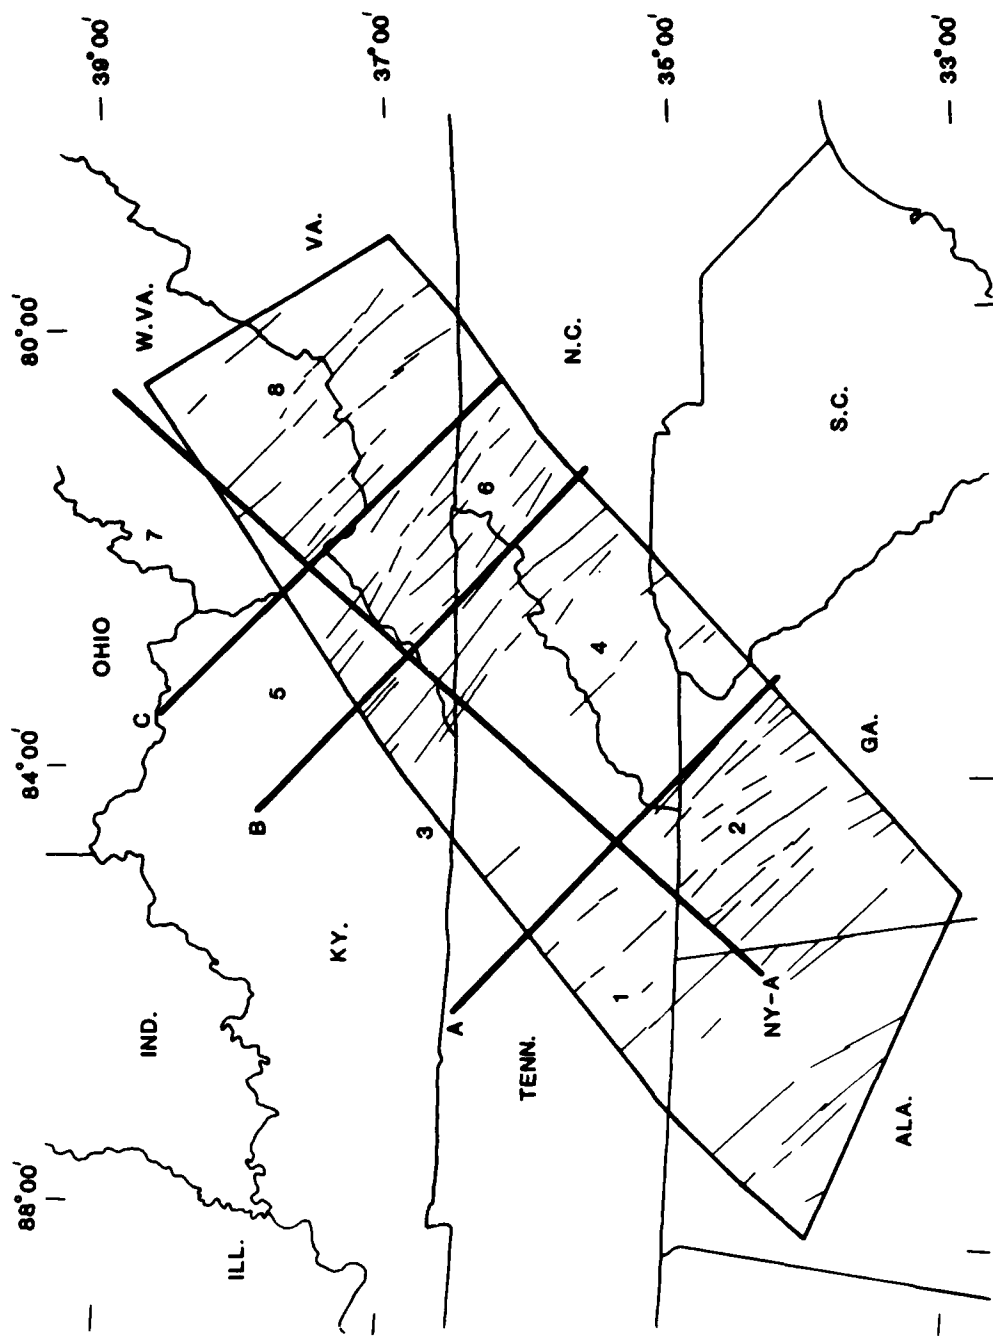 88°00'
84°00'
80°00'
39°00'
37°00'
35°00'
33°00'
ILL.
IND.
OHIO
W.VA.
VA.
KY.
TENN.
N.C.
S.C.
GA.
ALA.
A
B
C
NY-A
1
2
3
4
5
6
7
8